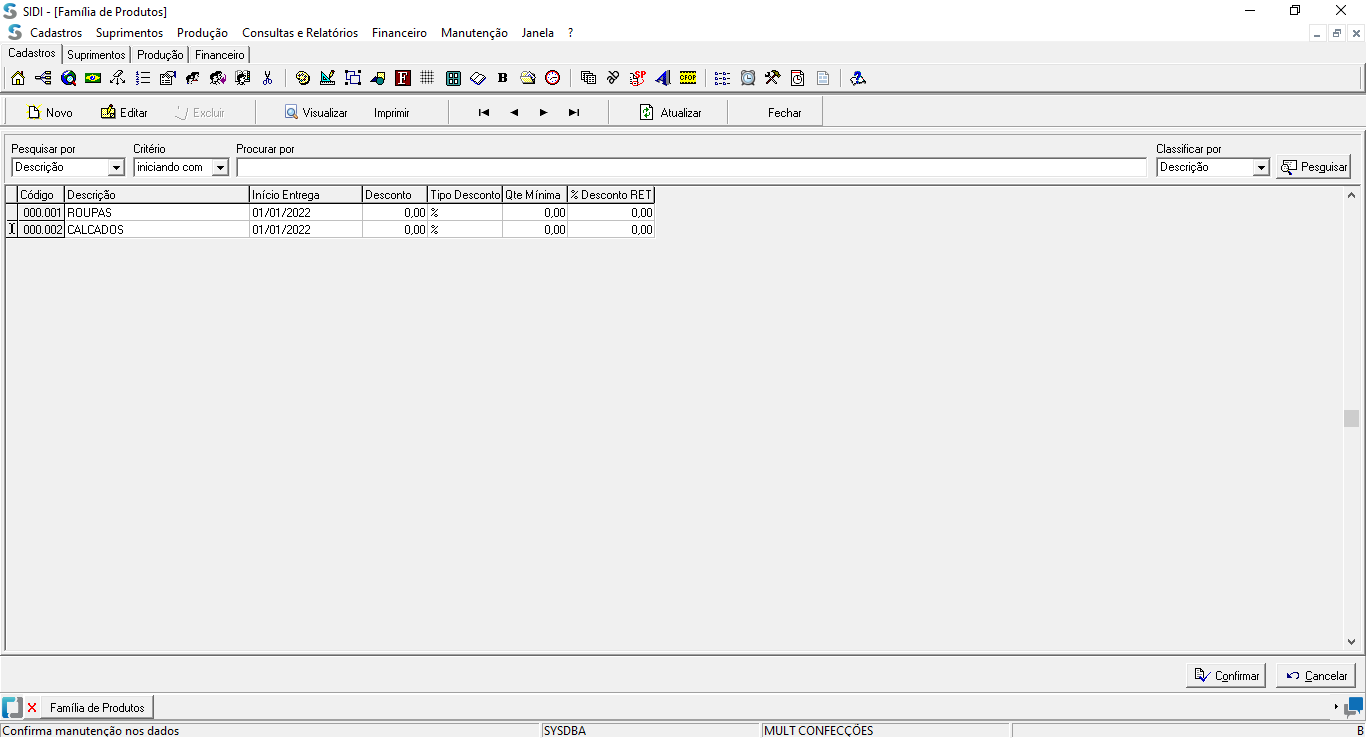 SIDI - [Família de Produtos]
Cadastros Suprimentos Produção Consultas e Relatórios Financeiro Manutenção Janela ?
Cadastros Suprimentos Produção Financeiro
F B SP CFOP
Novo Editar Excluir Visualizar Imprimir Atualizar Fechar
Pesquisar por Critério Procurar por Classificar por
Descrição iniciando com Descrição Pesquisar
Código Descrição Início Entrega Desconto Tipo Desconto Qte Mínima % Desconto RET
000.001 ROUPAS 01/01/2022 0,00 % 0,00 0,00
000.002 CALCADOS 01/01/2022 0,00 % 0,00 0,00
Confirmar Cancelar
Família de Produtos
Confirma manutenção nos dados SYSDBA MULT CONFECÇÕES B